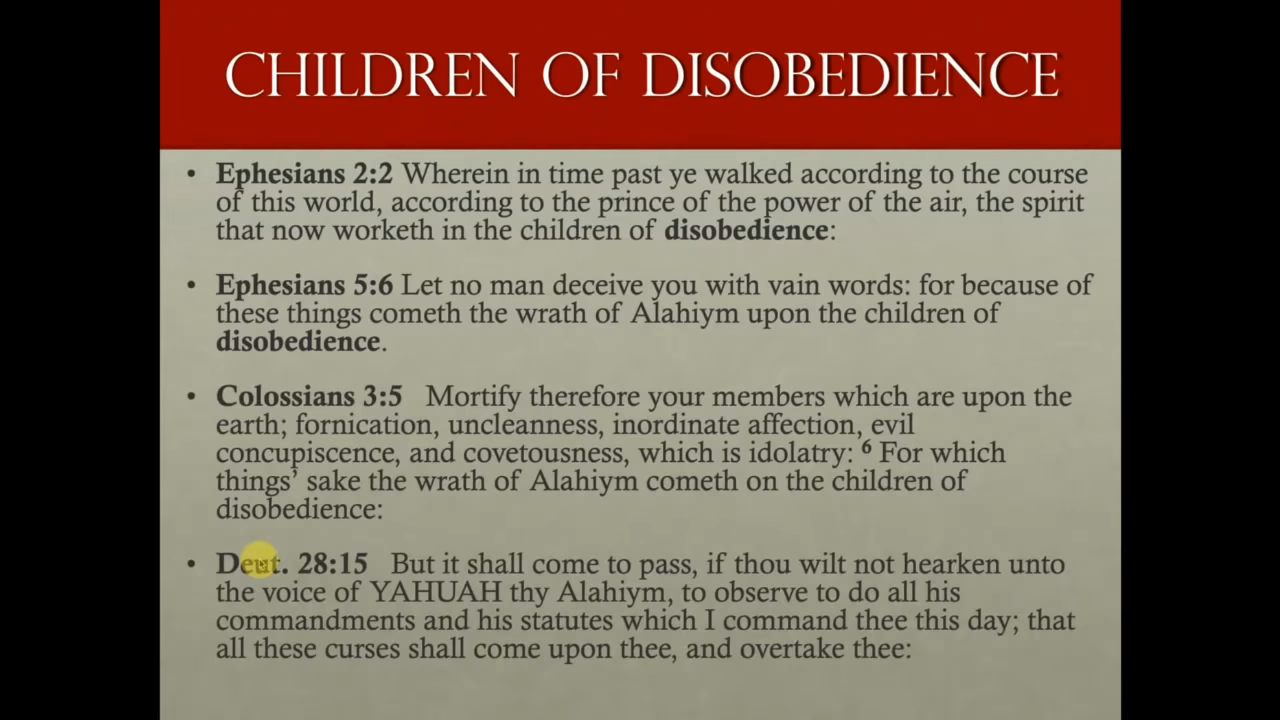 CHILDREN OF DISOBEDIENCE
• Ephesians 2:2 Wherein in time past ye walked according to the course
of this world, according to the prince of the power of the air, the spirit
that now worketh in the children of disobedience:
• Ephesians 5:6 Let no man deceive you with vain words: for because of
these things cometh the wrath of Alahiym upon the children of
disobedience.
• Colossians 3:5 Mortify therefore your members which are upon the
earth; fornication, uncleanness, inordinate affection, evil
concupiscence, and covetousness, which is idolatry: 6 For which
things’ sake the wrath of Alahiym cometh on the children of
disobedience:
• Deut. 28:15 But it shall come to pass, if thou wilt not hearken unto
the voice of YAHUAH thy Alahiym, to observe to do all his
commandments and his statutes which I command thee this day; that
all these curses shall come upon thee, and overtake thee: